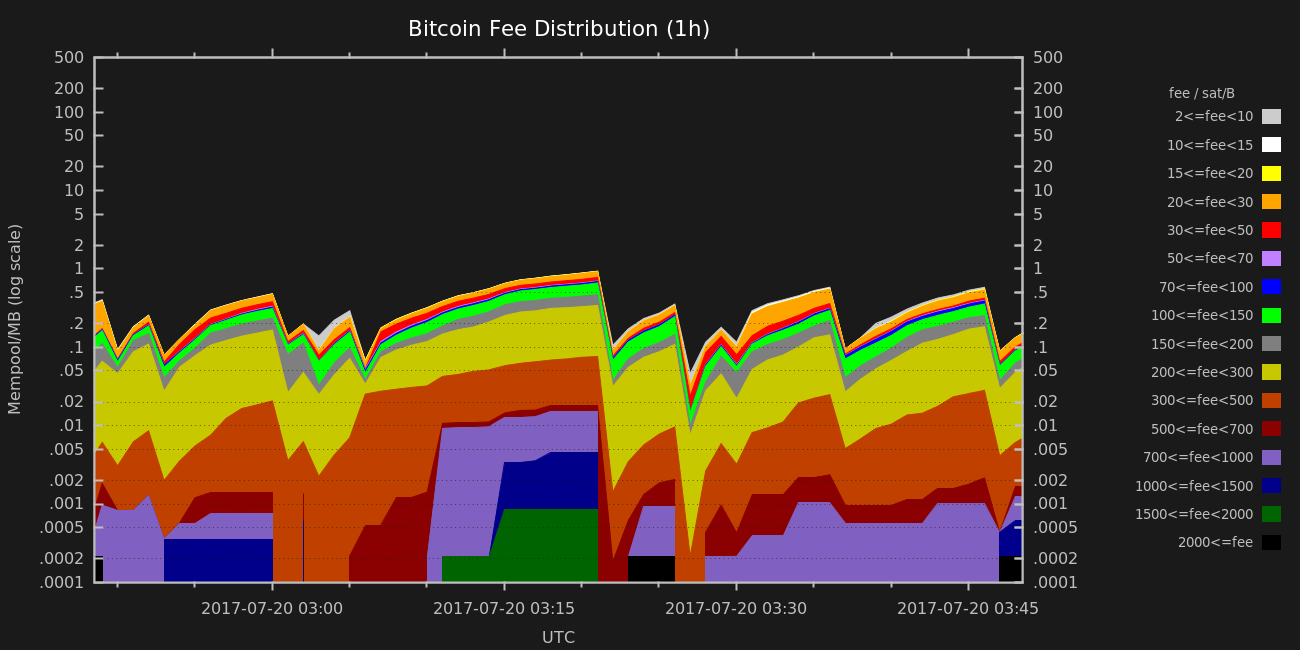 Bitcoin Fee Distribution (1h)
500 500
200 200
100 100
50 50
20 20
10 10
5 5
2 2
1 1
.5 .5
.2 .2
.1 .1
.05 .05
.02 .02
.01 .01
.005 .005
.002 .002
.001 .001
.0005 .0005
.0002 .0002
.0001 .0001
Mempool/MB (log scale)
2017-07-20 03:00 2017-07-20 03:15 2017-07-20 03:30 2017-07-20 03:45
UTC
fee / sat/B
2<=fee<10
10<=fee<15
15<=fee<20
20<=fee<30
30<=fee<50
50<=fee<70
70<=fee<100
100<=fee<150
150<=fee<200
200<=fee<300
300<=fee<500
500<=fee<700
700<=fee<1000
1000<=fee<1500
1500<=fee<2000
2000<=fee